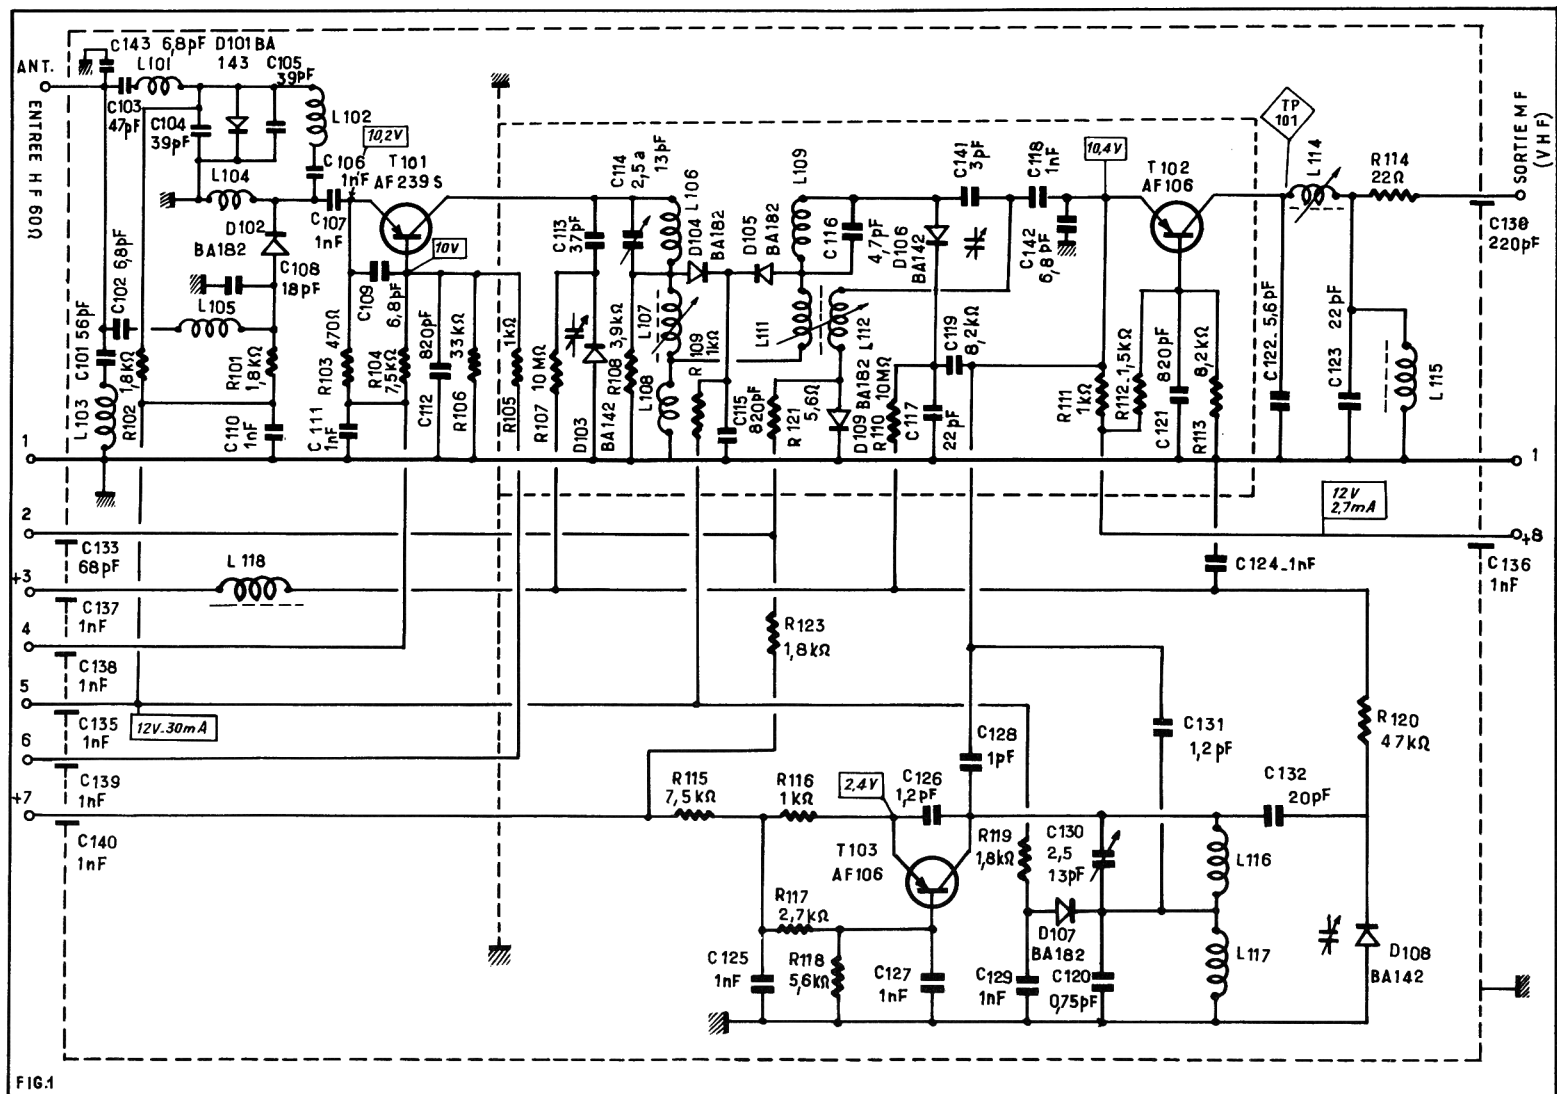 ANT.
ENTREE HF 60Ω
C143 6,8pF
L101
D101 BA
143
C105
39pF
C103
47pF
C104
39pF
L102
L104
C106
1nF
10,2V
T101
AF239S
D102
BA182
C107
1nF
C108
18pF
L105
C102 6,8pF
C101 56pF
L103
R102
1,8kΩ
R101
1,8kΩ
C110
1nF
R103
470Ω
C111
1nF
C109
6,8pF
R104
7,5kΩ
10V
C112
820pF
R106
33kΩ
R105
1kΩ
R107
10MΩ
C113
37pF
C114
2,5 a
13pF
D103
BA142
R108
3,9kΩ
L106
L107
L108
D104
BA182
D105
BA182
R109
1kΩ
C115
820pF
R121
5,6Ω
L109
L111
L112
C116
4,7pF
D106
BA142
D109 BA182
R110
10MΩ
C117
22pF
C119
8,2kΩ
C141
3pF
C118
1nF
C142
6,8pF
10,4V
T102
AF106
R111
1kΩ
R112_1,5kΩ
C121
820pF
R113
8,2kΩ
TP
101
L114
R114
22Ω
C122_5,6pF
C123
22pF
L115
C130
220pF
SORTIE MF
(VHF)
1
1
2
C133
68pF
+3
L118
C137
1nF
4
C138
1nF
5
C135
1nF
12V_30mA
6
C139
1nF
+7
C140
1nF
12V
2,7mA
+8
C136
1nF
C124_1nF
R123
1,8kΩ
R115
7,5kΩ
R116
1kΩ
2,4V
C126
1,2pF
C128
1pF
C131
1,2pF
C132
20pF
R120
47kΩ
T103
AF106
R119
1,8kΩ
C130
2,5
13pF
L116
L117
R117
2,7kΩ
R118
5,6kΩ
C125
1nF
C127
1nF
C129
1nF
D107
BA182
C120
0,75pF
D108
BA142
FIG.1